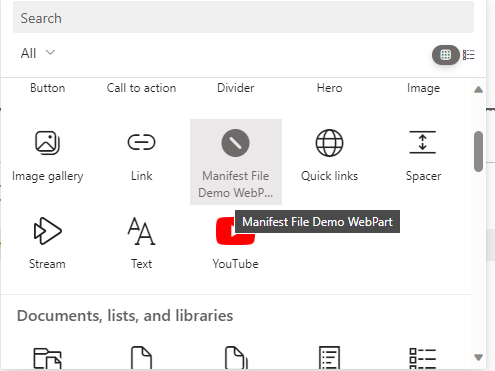 Search
All
Button Call to action Divider Hero Image
Image gallery Link Manifest File Quick links Spacer
Demo WebP...
Manifest File Demo WebPart
Stream Text YouTube
Documents, lists, and libraries